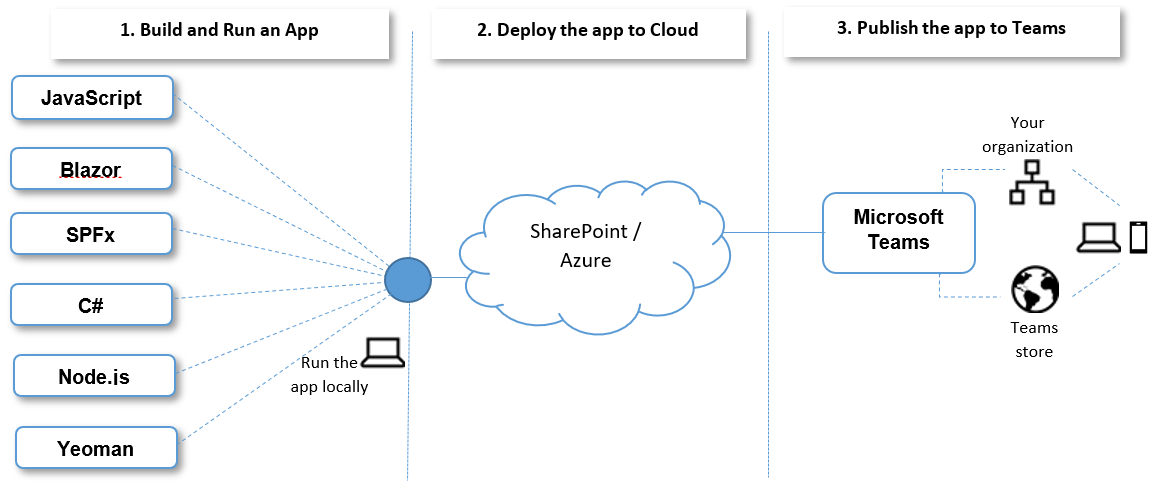 1. Build and Run an App
2. Deploy the app to Cloud
3. Publish the app to Teams
JavaScript
Blazor
SPFx
C#
Node.js
Yeoman
Run the
app locally
SharePoint /
Azure
Microsoft
Teams
Your
organization
Teams
store